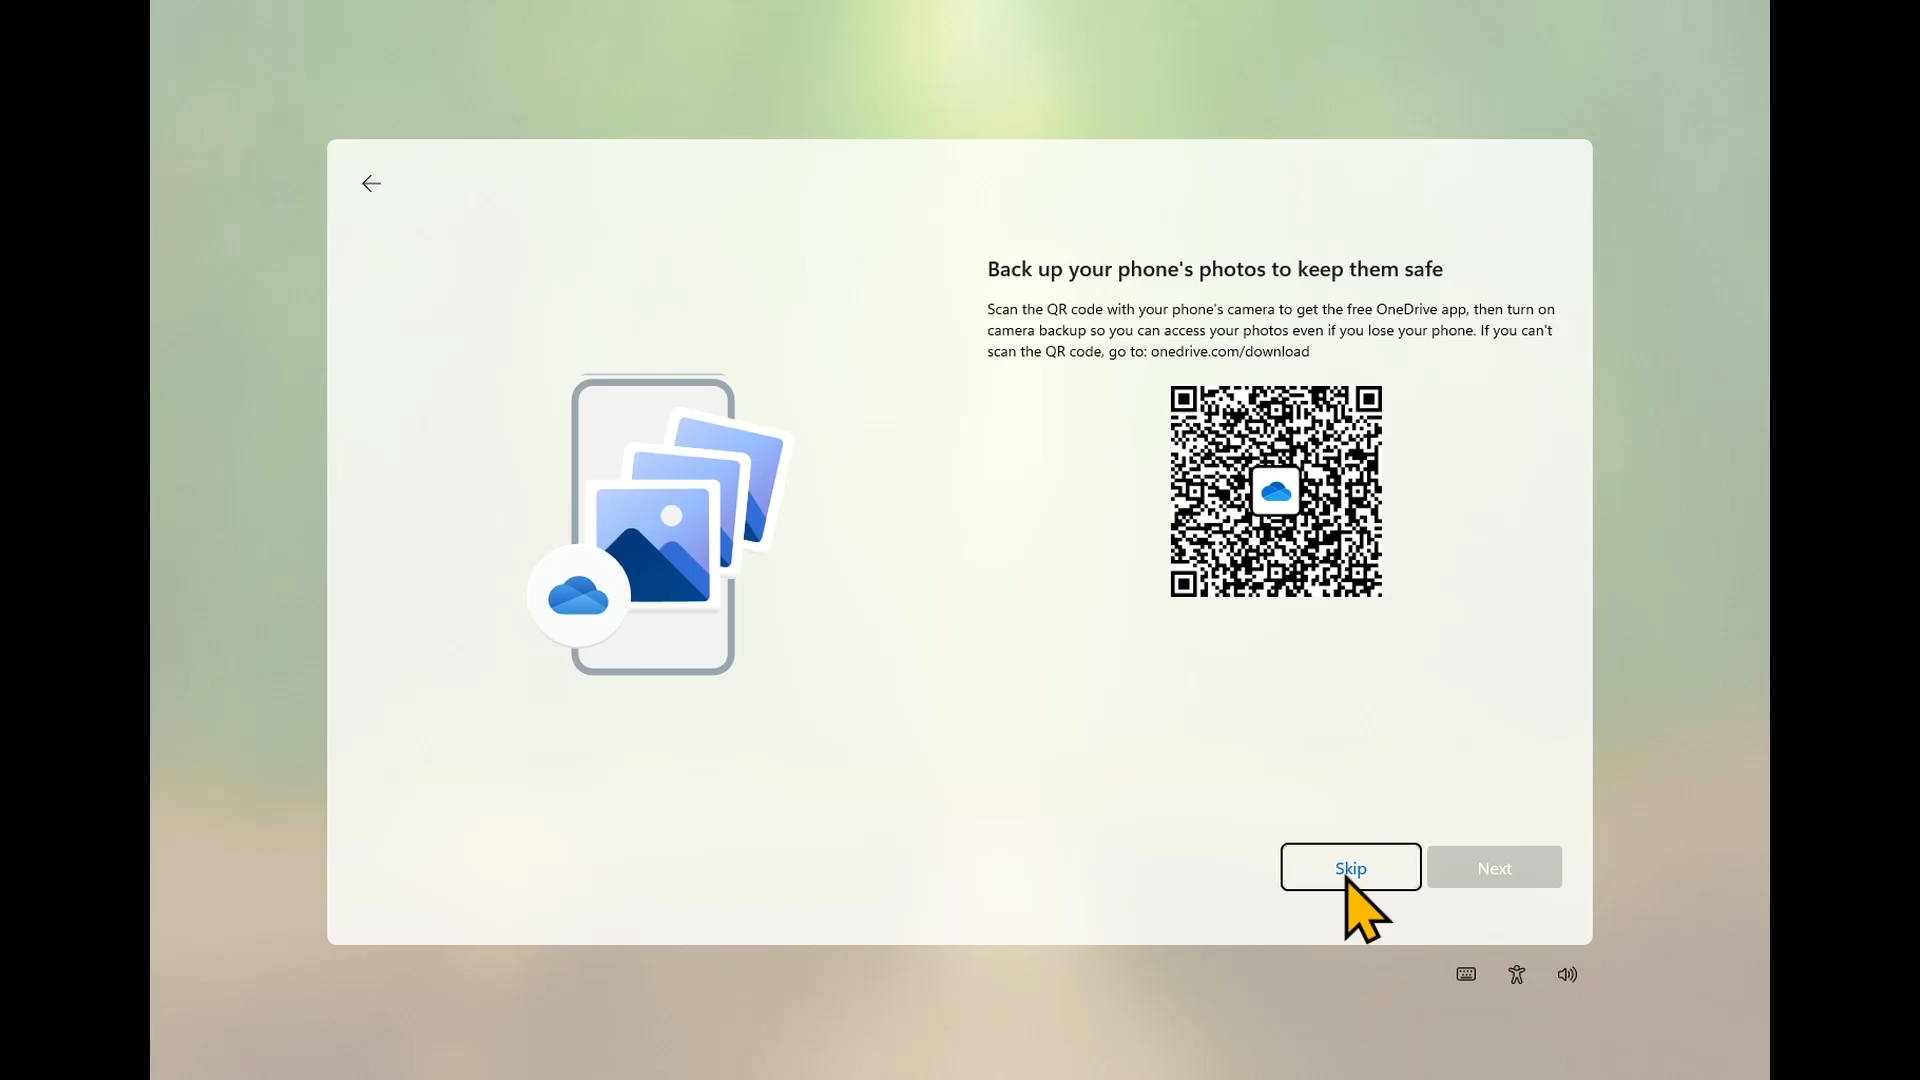 Back up your phone's photos to keep them safe
Scan the QR code with your phone's camera to get the free OneDrive app, then turn on
camera backup so you can access your photos even if you lose your phone. If you can't
scan the QR code, go to: onedrive.com/download
Skip
Next